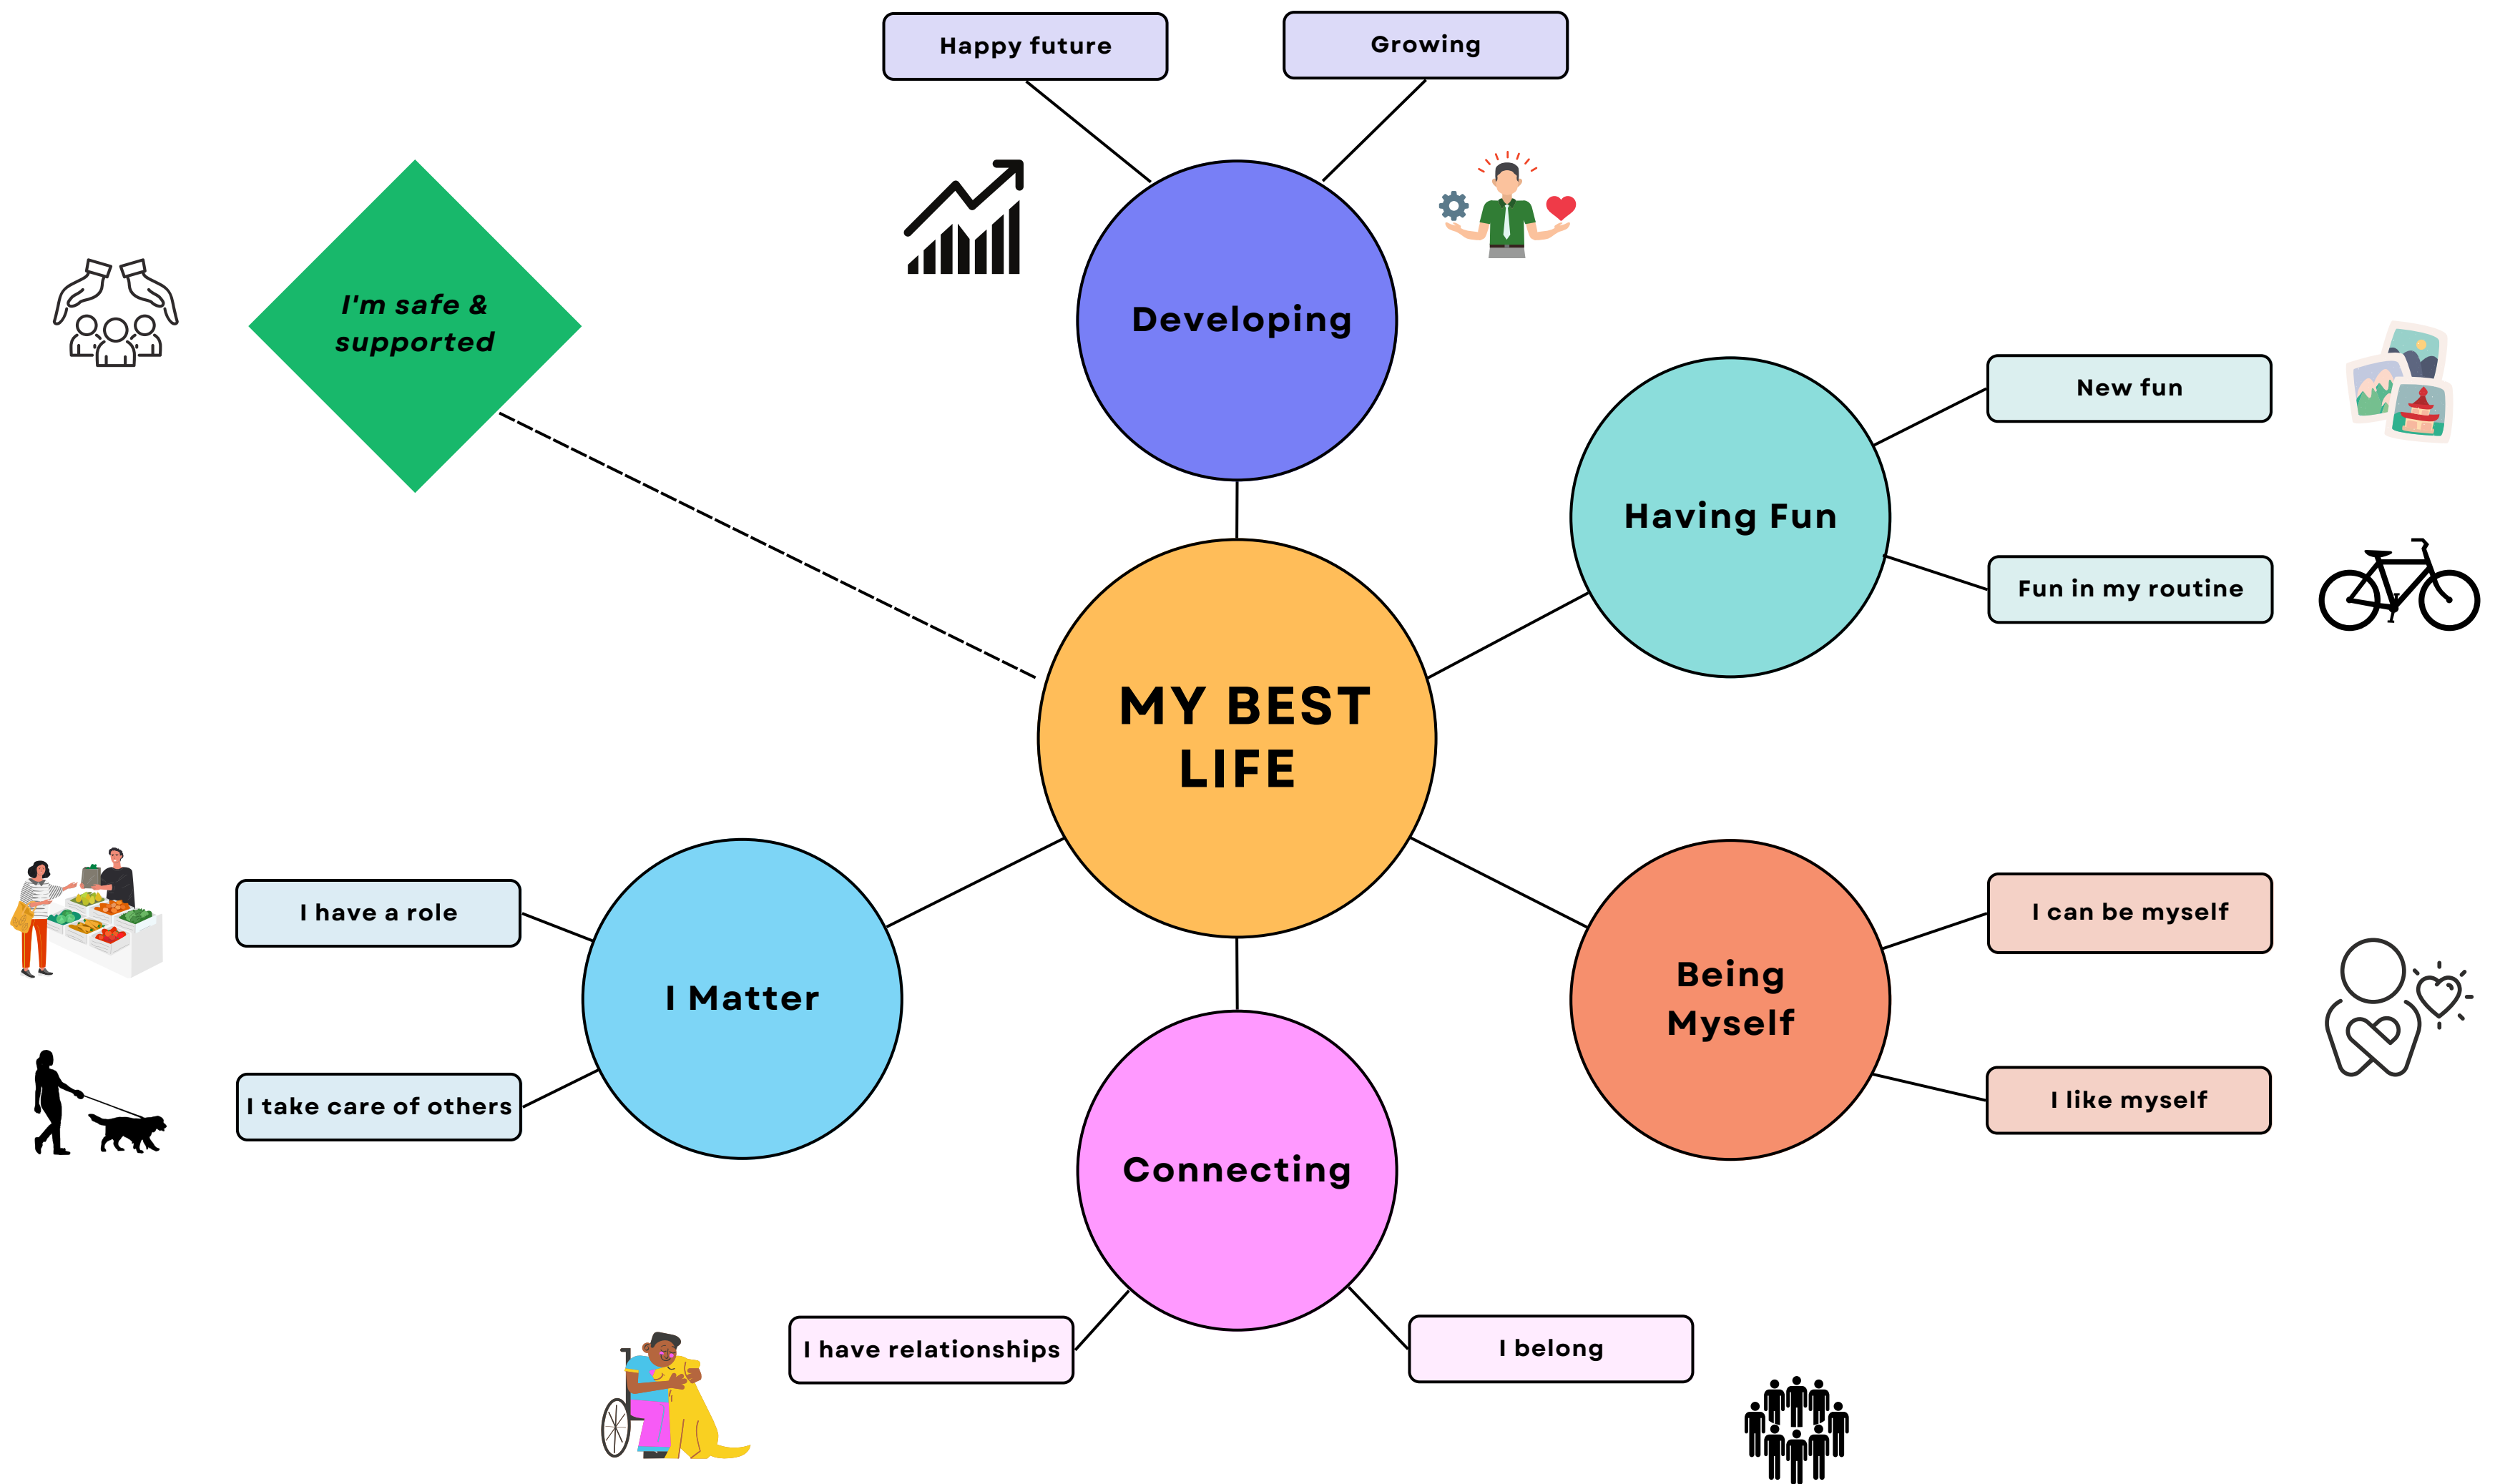 Happy future
Growing
I'm safe &
supported
Developing
New fun
Having Fun
Fun in my routine
MY BEST
LIFE
I have a role
I can be myself
I Matter
Being
Myself
I take care of others
I like myself
Connecting
I have relationships
I belong